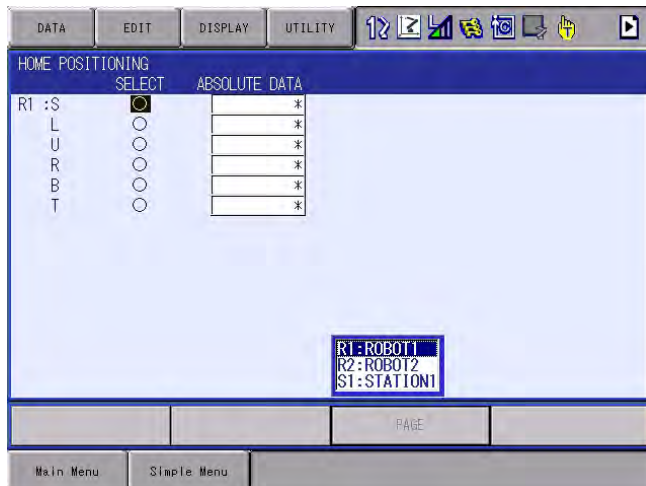 DATA EDIT DISPLAY UTILITY
HOME POSITIONING
SELECT ABSOLUTE DATA
R1 :S *
L *
U *
R *
B *
T *
R1:ROBOT1
R2:ROBOT2
S1:STATION1
PAGE
Main Menu Simple Menu